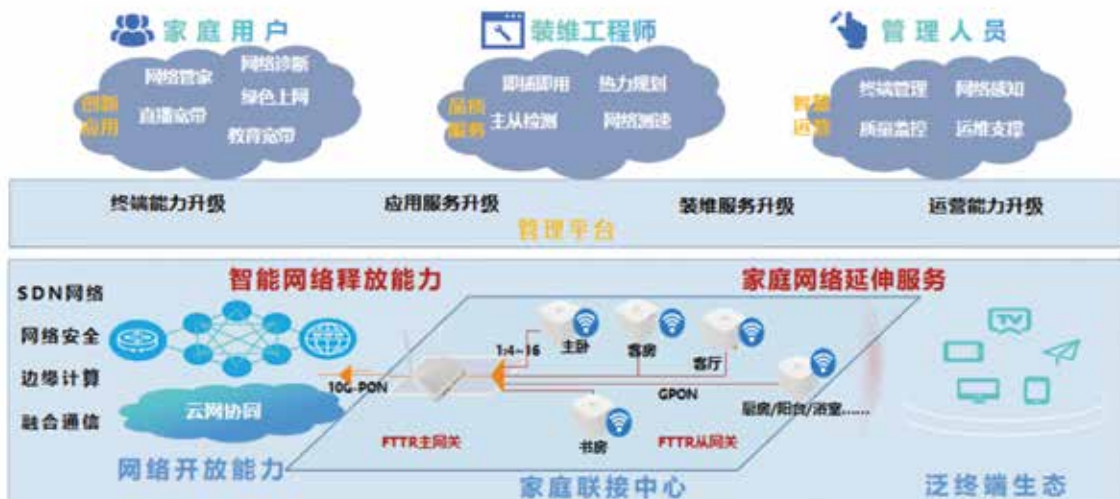 家庭用户
装维工程师
管理人员
创新应用
网络管家
网络诊断
直播宽带
绿色上网
教育宽带
品质服务
即插即用
热力规划
主从检测
网络测速
智慧运营
终端管理
网络感知
质量监控
运维支撑
终端能力升级
应用服务升级
装维服务升级
运营能力升级
管理平台
智能网络释放能力
家庭网络延伸服务
SDN网络
网络安全
边缘计算
融合通信
云网协同
网络开放能力
10G-PON
1:4~16
主卧
客房
客厅
GPON
厨房/阳台/浴室……
书房
FTTR主网关
FTTR从网关
家庭联接中心
TV
泛终端生态